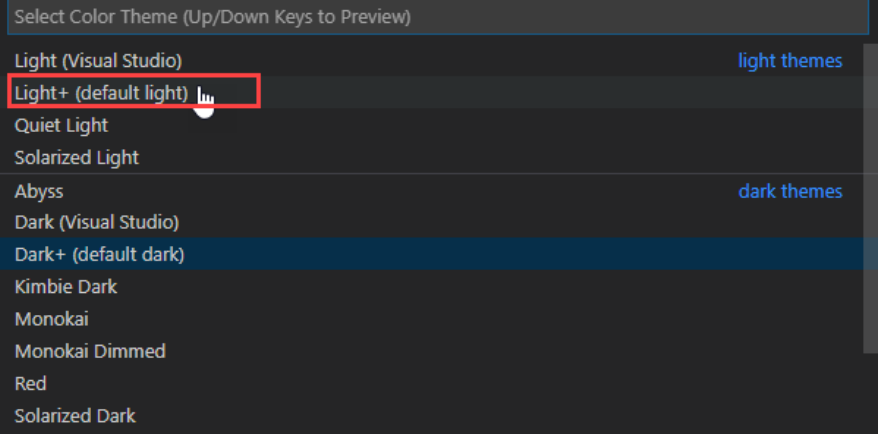 Select Color Theme (Up/Down Keys to Preview)
Light (Visual Studio) light themes
Light+ (default light)
Quiet Light
Solarized Light
Abyss dark themes
Dark (Visual Studio)
Dark+ (default dark)
Kimbie Dark
Monokai
Monokai Dimmed
Red
Solarized Dark